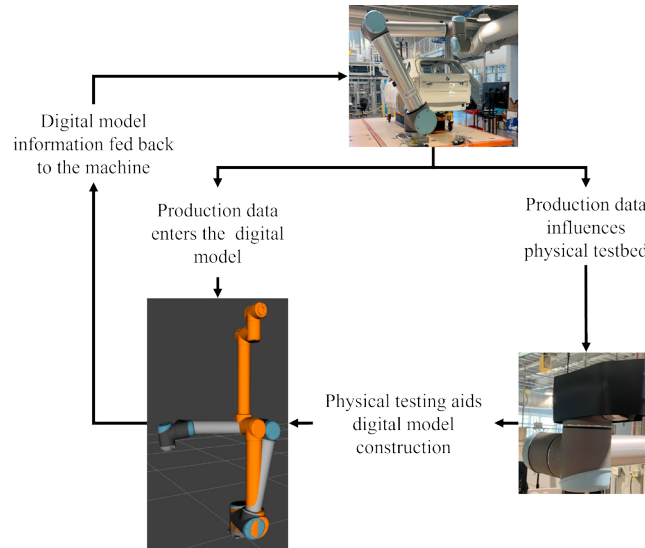 Digital model
information fed back
to the machine
Production data
enters the digital
model
Production data
influences
physical testbed
Physical testing aids
digital model
construction